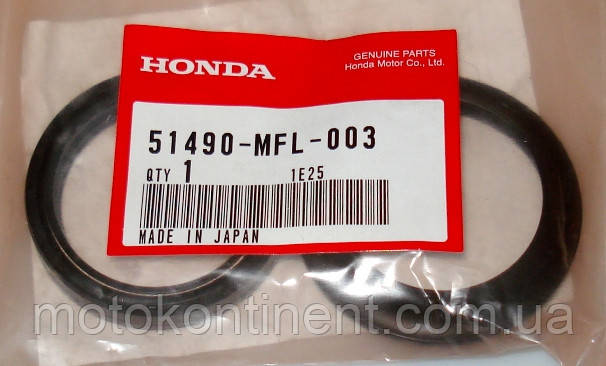 HONDA
GENUINE PARTS
Honda Motor Co., Ltd.
51490-MFL-003
QTY 1 1E25
MADE IN JAPAN
motokontinent.com.ua